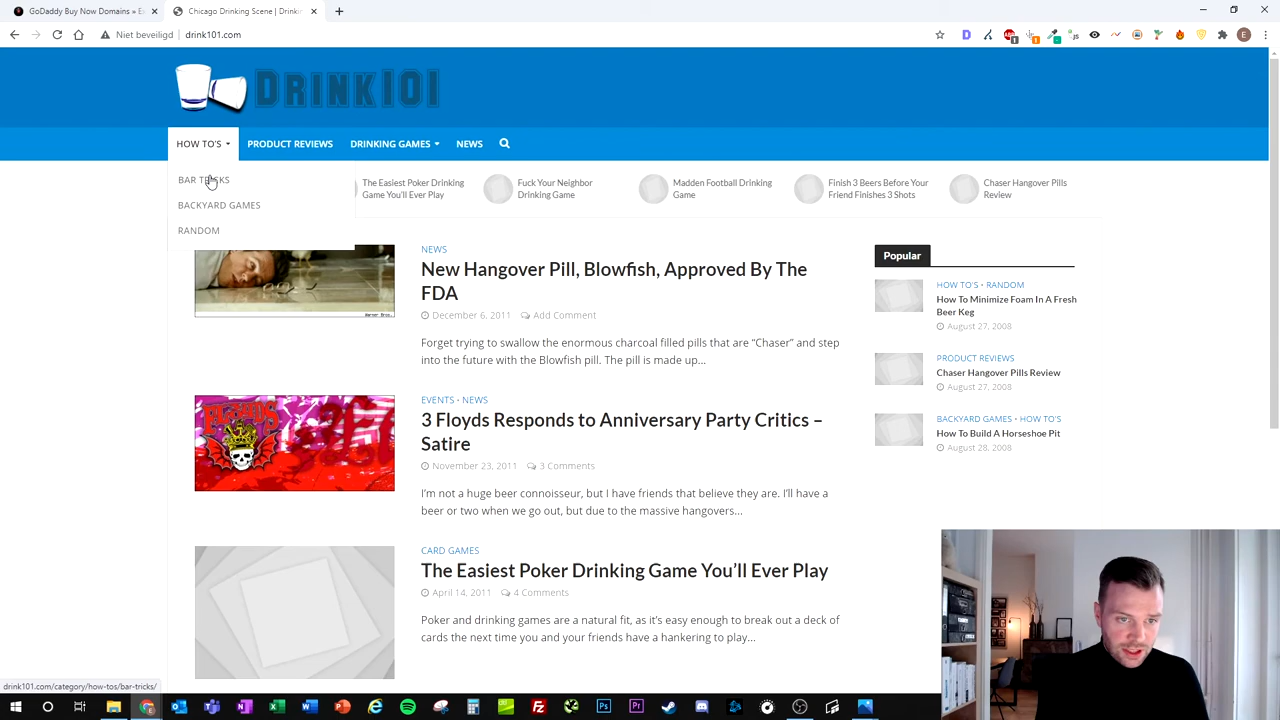 GoDaddy Buy Now Domains » Ex
Chicago Drinking Scene | Drinkin
Niet beveiligd
drink101.com
E
DRINK101
HOW TO'S
PRODUCT REVIEWS
DRINKING GAMES
NEWS
BAR TRICKS
BACKYARD GAMES
RANDOM
The Easiest Poker Drinking
Game You'll Ever Play
Fuck Your Neighbor
Drinking Game
Madden Football Drinking
Game
Finish 3 Beers Before Your
Friend Finishes 3 Shots
Chaser Hangover Pills
Review
NEWS
New Hangover Pill, Blowfish, Approved By The
FDA
December 6, 2011
Add Comment
Forget trying to swallow the enormous charcoal filled pills that are “Chaser” and step
into the future with the Blowfish pill. The pill is made up...
Warner Bros.
EVENTS • NEWS
3 Floyds Responds to Anniversary Party Critics –
Satire
November 23, 2011
3 Comments
I'm not a huge beer connoisseur, but I have friends that believe they are. I'll have a
beer or two when we go out, but due to the massive hangovers...
FLOYDS
CARD GAMES
The Easiest Poker Drinking Game You'll Ever Play
April 14, 2011
4 Comments
Poker and drinking games are a natural fit, as it's easy enough to break out a deck of
cards the next time you and your friends have a hankering to play...
Popular
HOW TO'S • RANDOM
How To Minimize Foam In A Fresh
Beer Keg
August 27, 2008
PRODUCT REVIEWS
Chaser Hangover Pills Review
August 27, 2008
BACKYARD GAMES • HOW TO'S
How To Build A Horseshoe Pit
August 28, 2008
drink101.com/category/how-tos/bar-tricks/